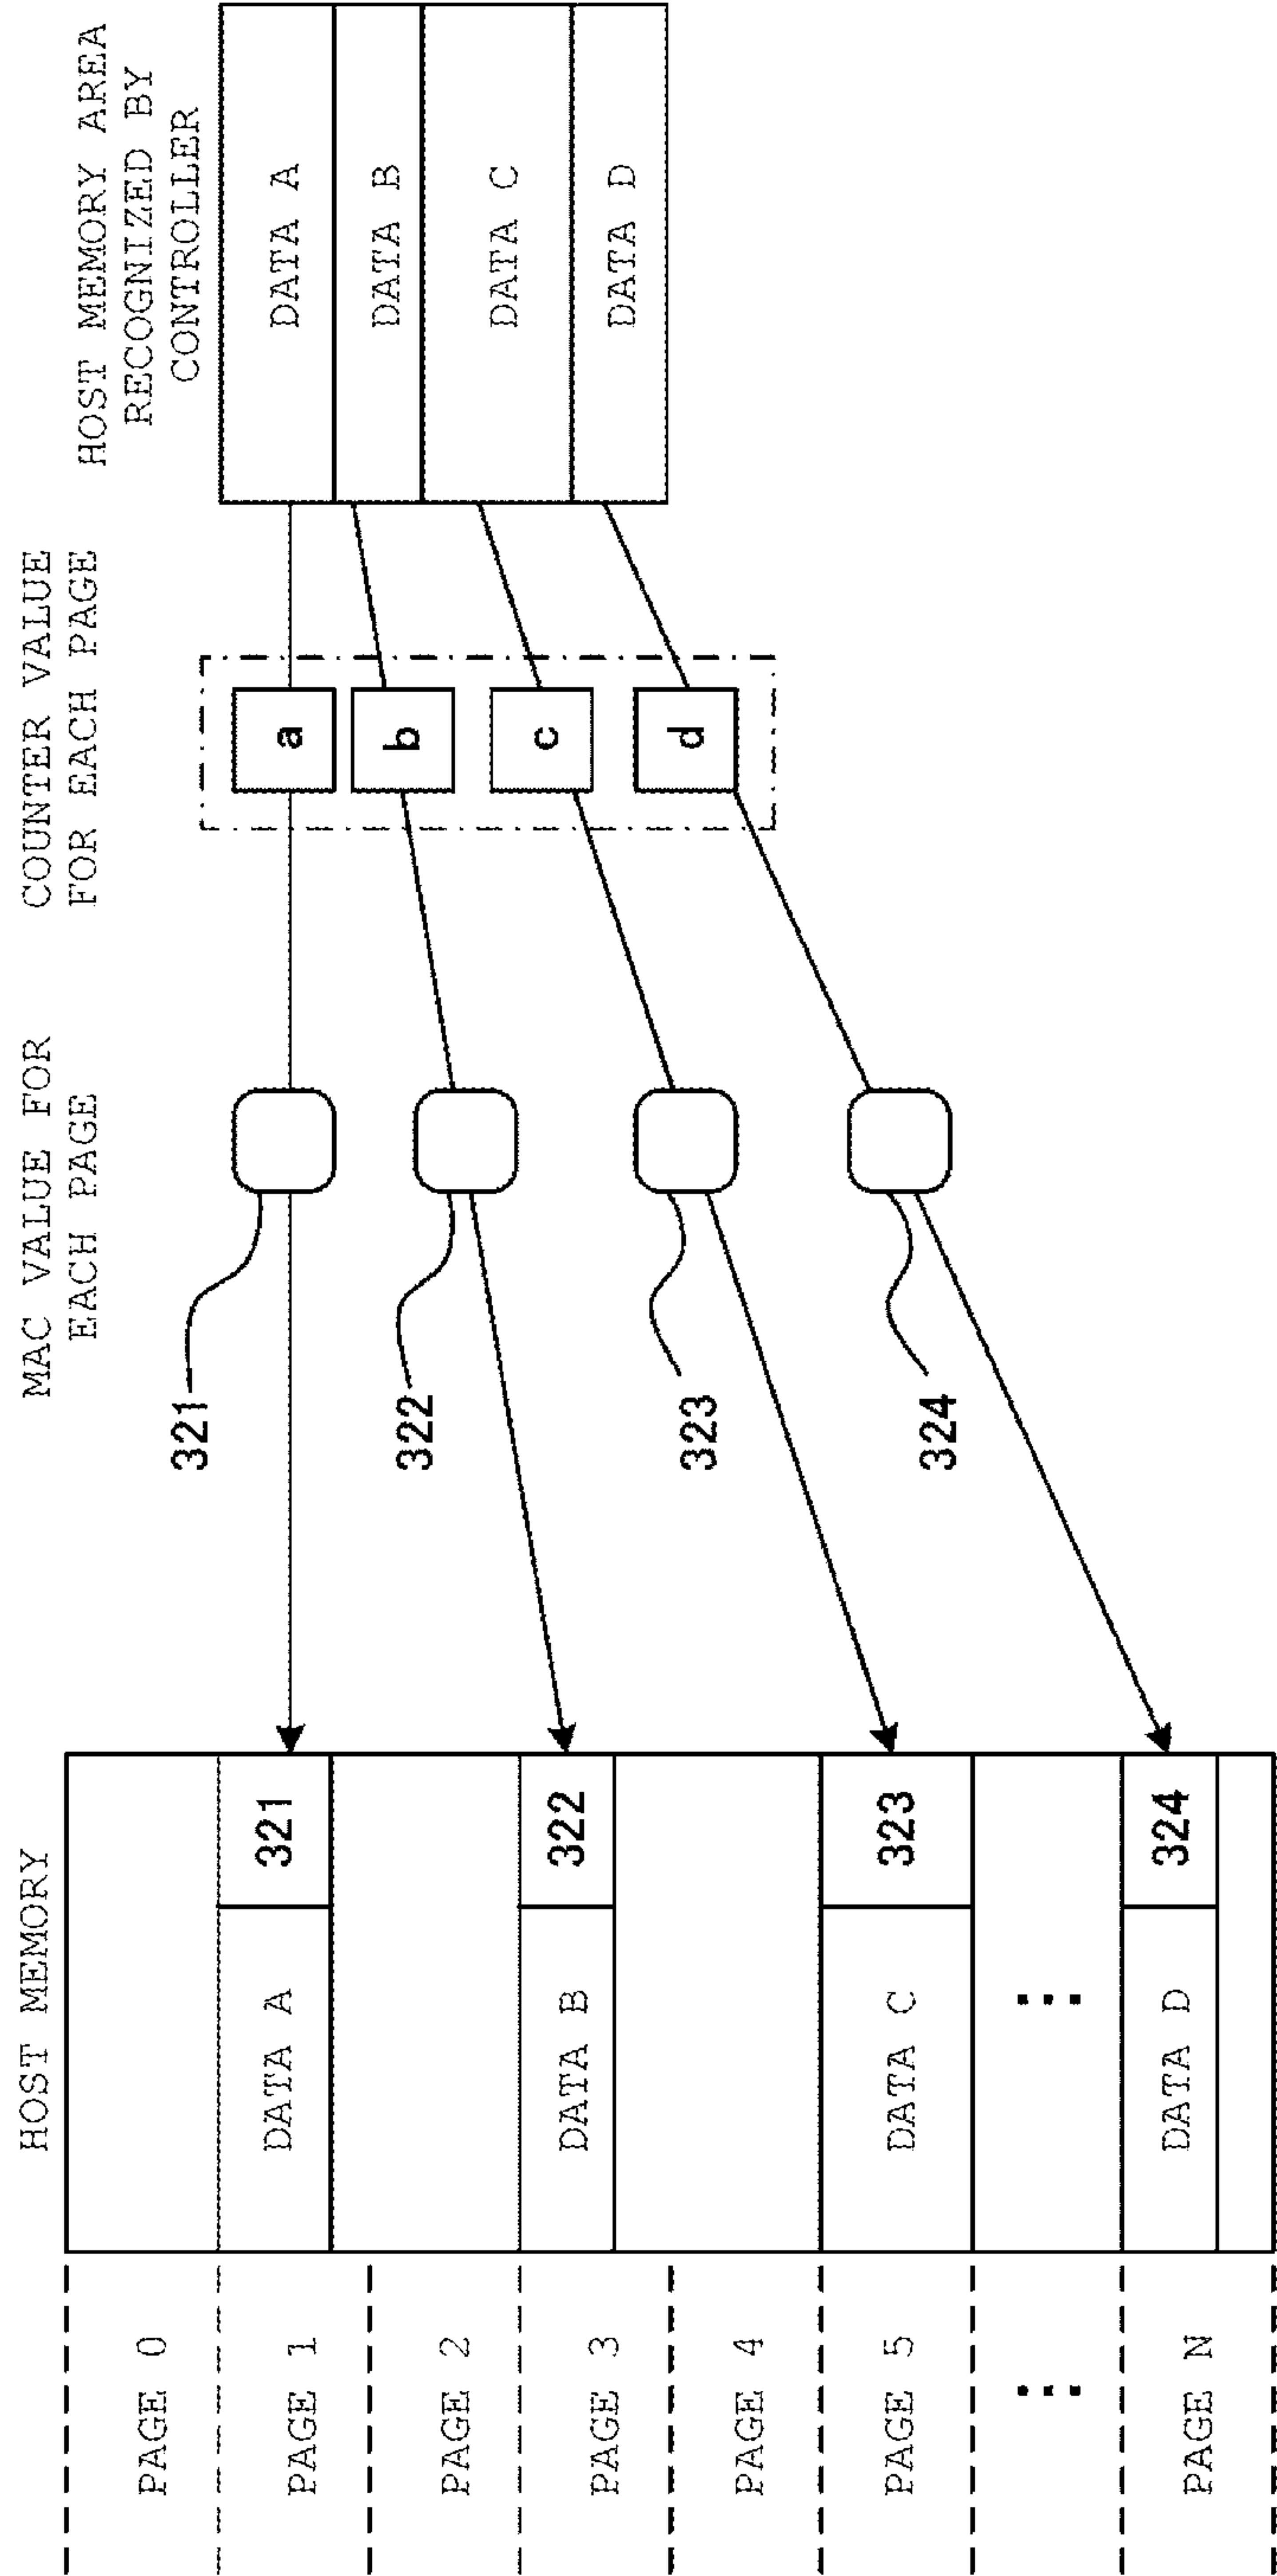 HOST MEMORY
MAC VALUE FOR
EACH PAGE
COUNTER VALUE
FOR EACH PAGE
HOST MEMORY AREA
RECOGNIZED BY
CONTROLLER
PAGE 0
PAGE 1
PAGE 2
PAGE 3
PAGE 4
PAGE 5
PAGE N
DATA A
321
DATA B
322
DATA C
323
DATA D
324
321
322
323
324
a
b
c
d
DATA A
DATA B
DATA C
DATA D